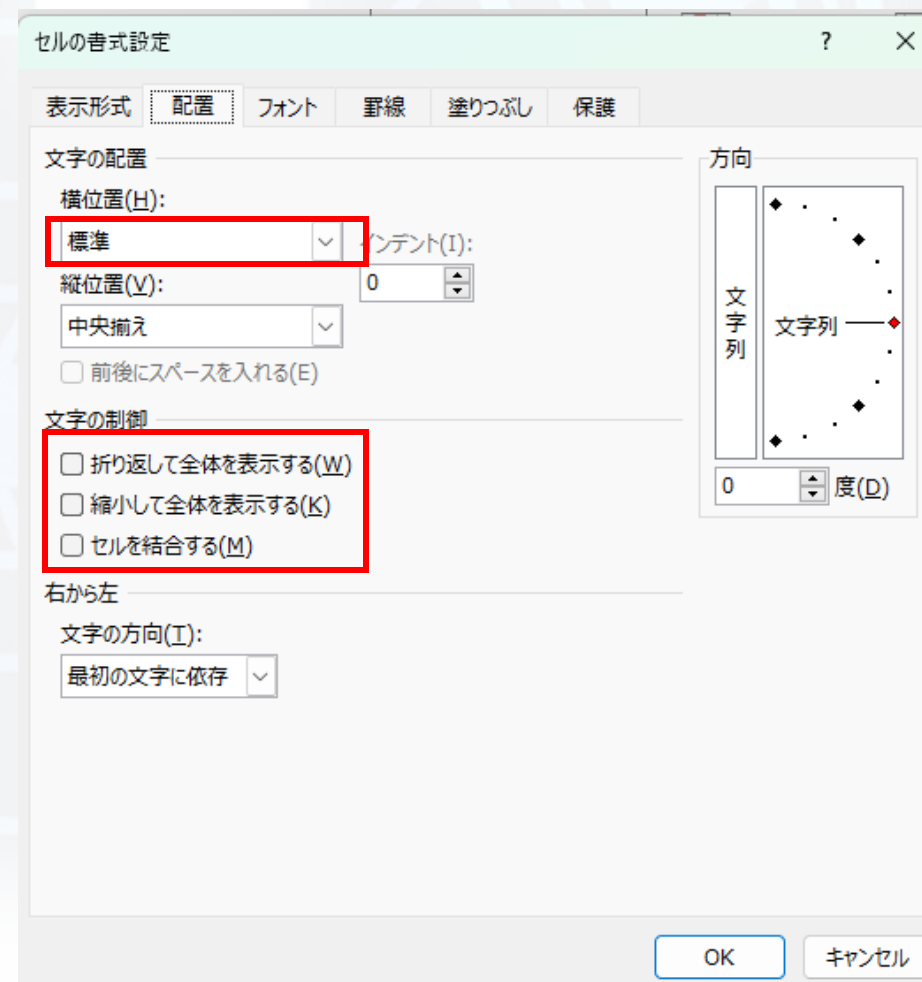 セルの書式設定 ?
表示形式 配置 フォント 罫線 塗りつぶし 保護
文字の配置
横位置(H):
標準
インデント(I):
縦位置(V):
0
中央揃え
前後にスペースを入れる(E)
文字の制御
折り返して全体を表示する(W)
縮小して全体を表示する(K)
セルを結合する(M)
右から左
文字の方向(T):
最初の文字に依存
方向
文字列
文字列
0 度(D)
OK キャンセル